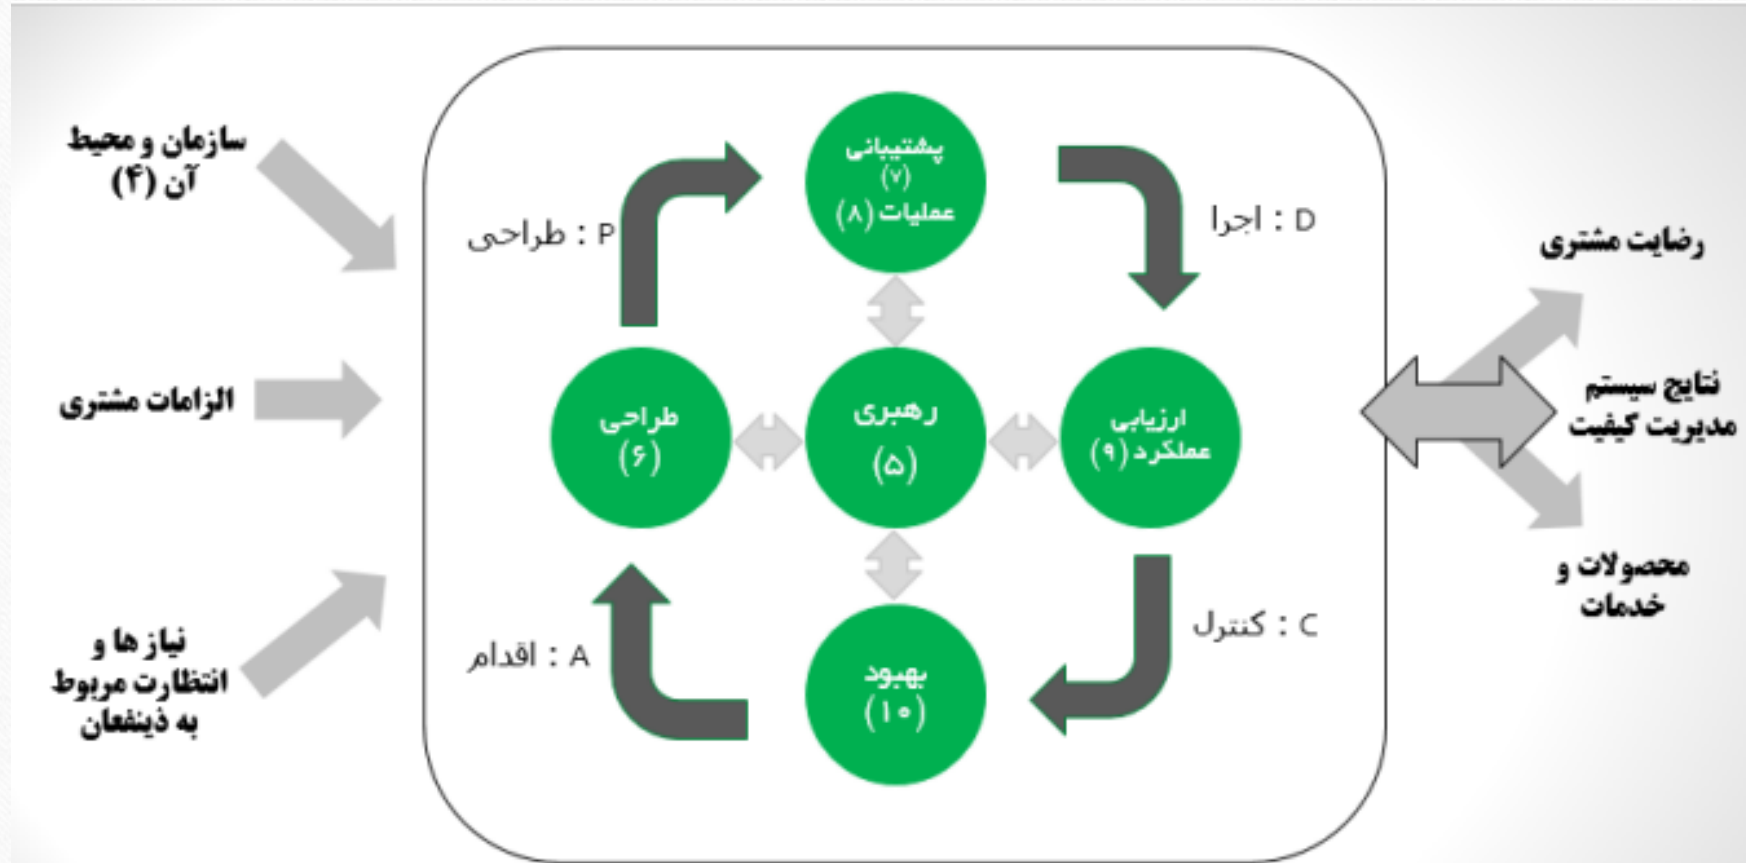 سازمان و محیط
آن (۴)
الزامات مشتری
نیاز ها و
انتظارت مربوط
به ذینفعان
P : طراحی
پشتیبانی
(۷)
عملیات (۸)
D : اجرا
طراحی
(۶)
رهبری
(۵)
ارزیابی
عملکرد (۹)
A : اقدام
بهبود
(۱۰)
C : کنترل
رضایت مشتری
نتایج سیستم
مدیریت کیفیت
محصولات و
خدمات